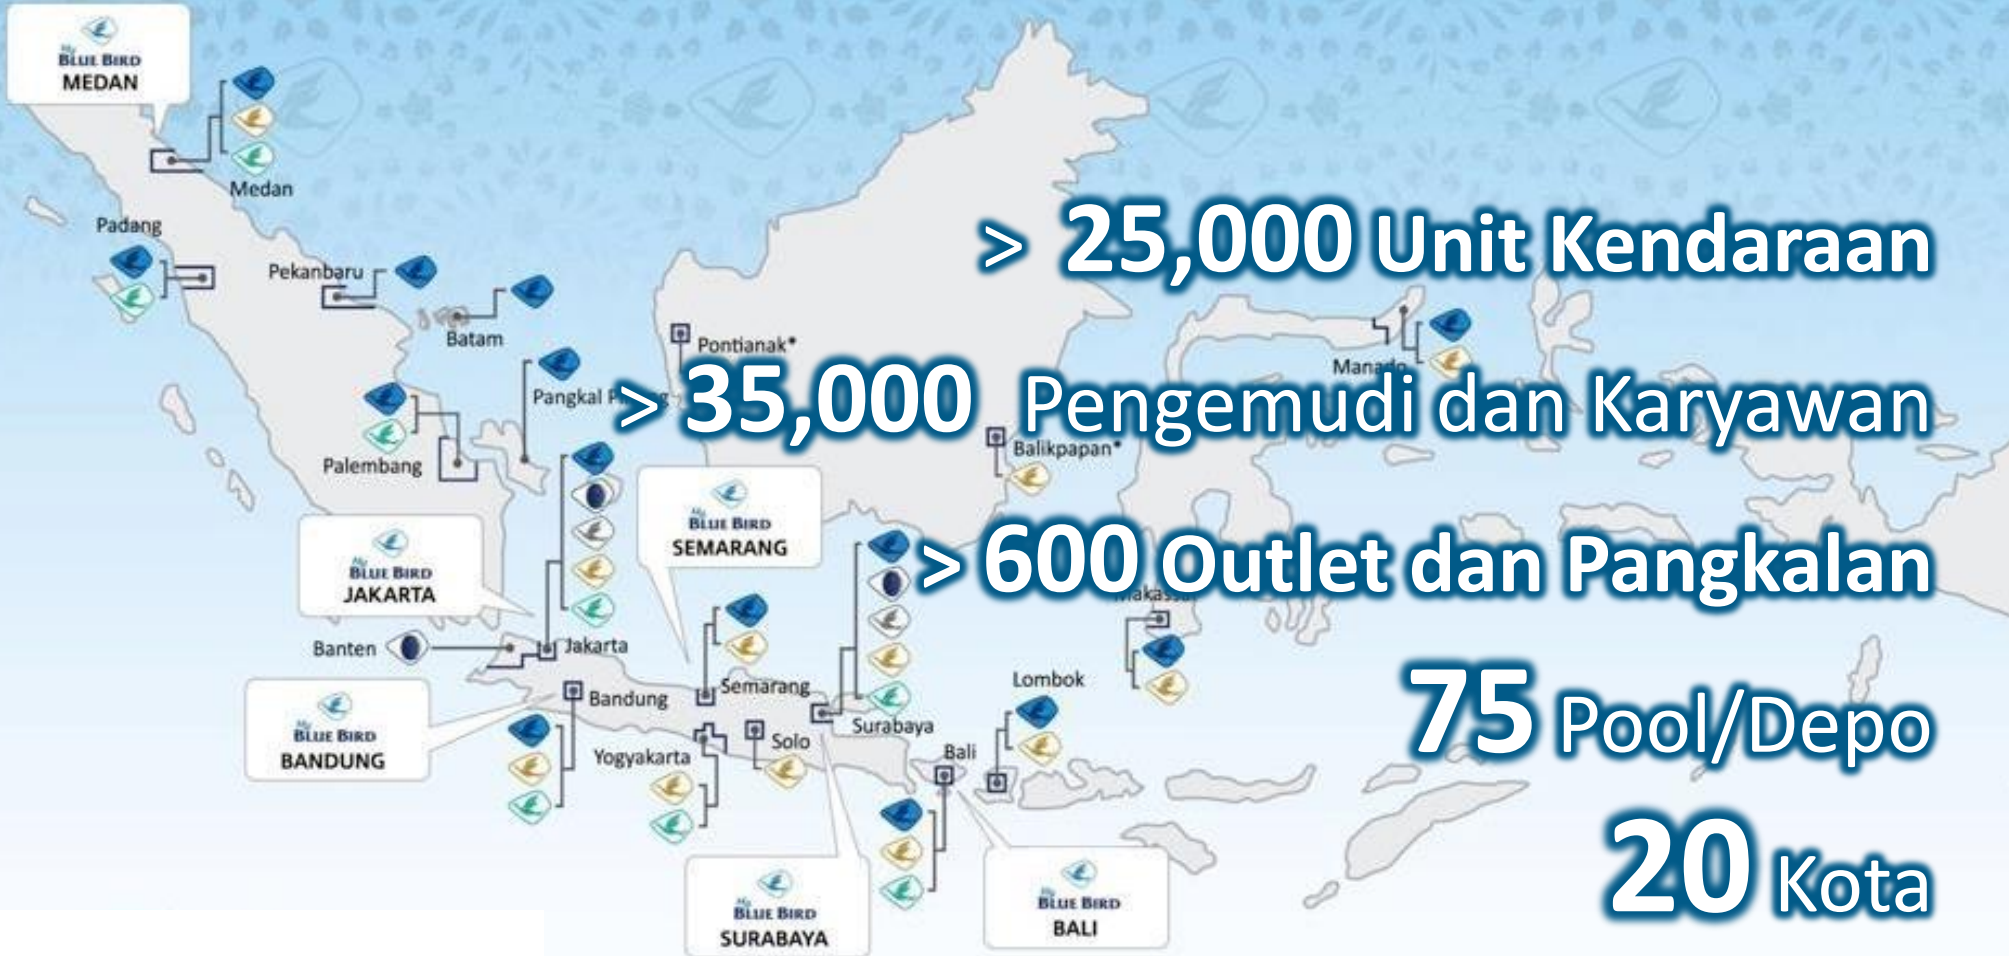 My
BLUE BIRD
MEDAN
Medan
Padang
Pekanbaru
Batam
Pontianak*
Pangkal
Palembang
Manado
Balikpapan*
> 25,000 Unit Kendaraan
> 35,000 Pengemudi dan Karyawan
> 600 Outlet dan Pangkalan
75 Pool/Depo
20 Kota
My
BLUE BIRD
JAKARTA
My
BLUE BIRD
SEMARANG
Makassar
Banten
Jakarta
My
BLUE BIRD
BANDUNG
Bandung
Semarang
Surabaya
Yogyakarta
Solo
Lombok
Bali
My
BLUE BIRD
SURABAYA
My
BLUE BIRD
BALI